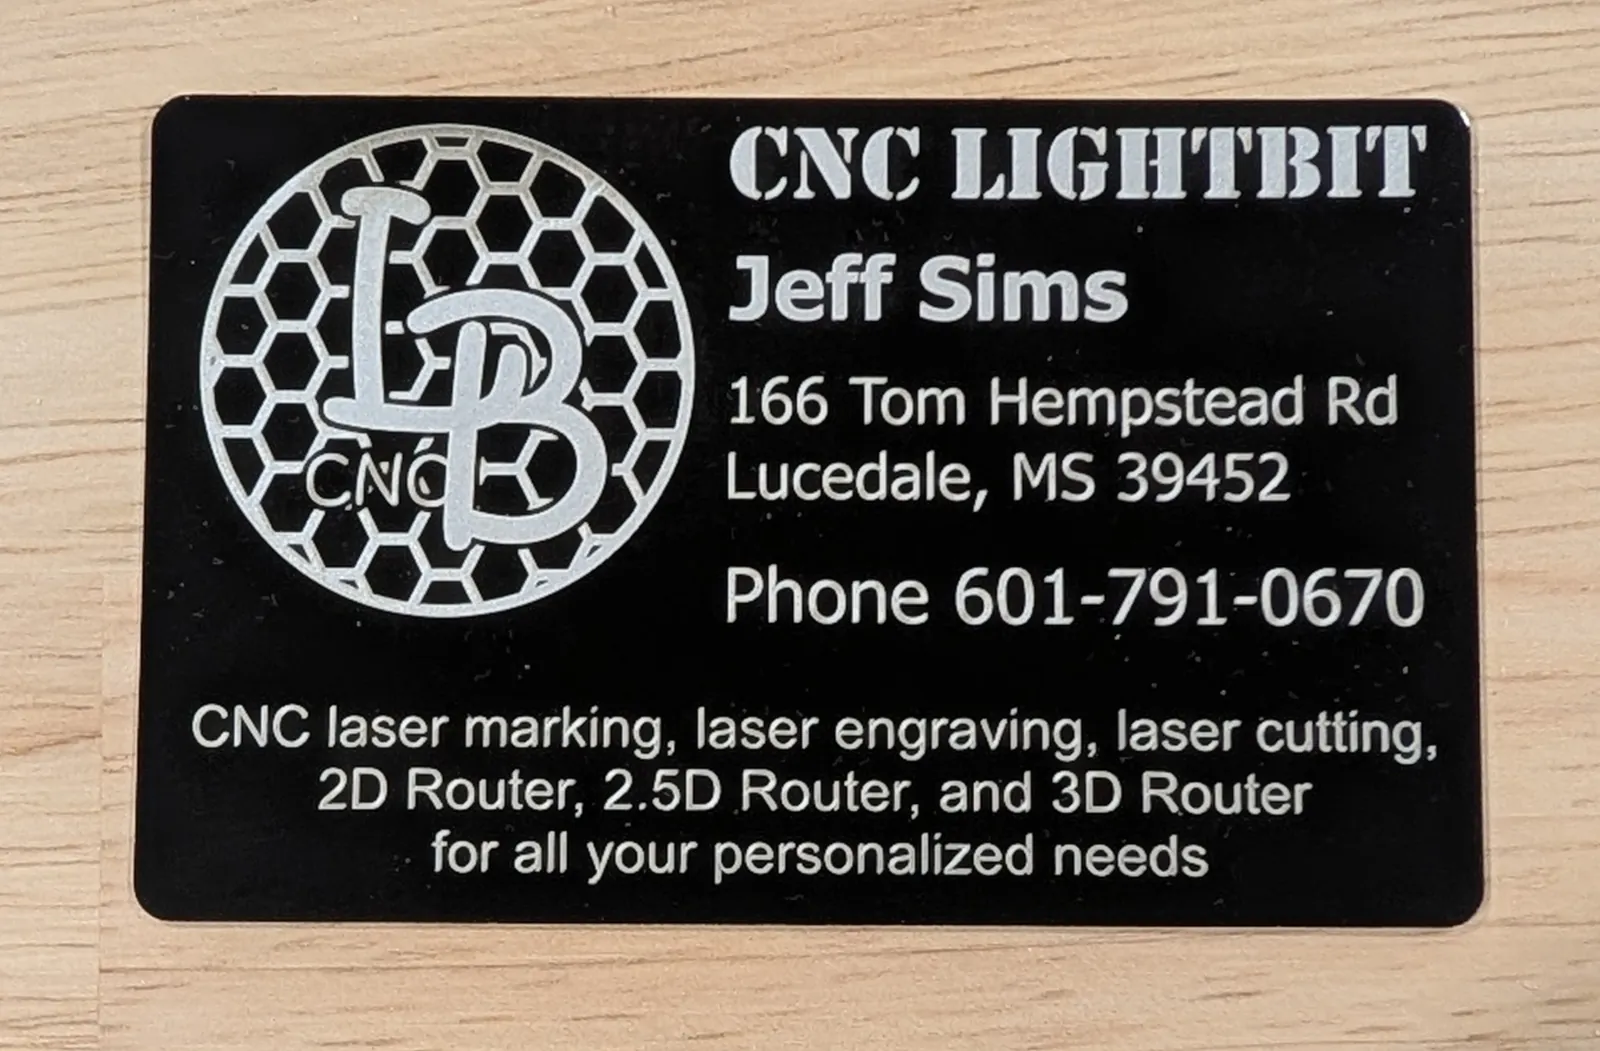 CNC LIGHTBIT
LB
CNC
Jeff Sims
166 Tom Hempstead Rd
Lucedale, MS 39452
Phone 601-791-0670
CNC laser marking, laser engraving, laser cutting,
2D Router, 2.5D Router, and 3D Router
for all your personalized needs